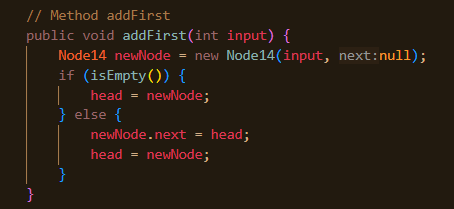 // Method addFirst
public void addFirst(int input) {
Node14 newNode = new Node14(input, next:null);
if (isEmpty()) {
head = newNode;
} else {
newNode.next = head;
head = newNode;
}
}